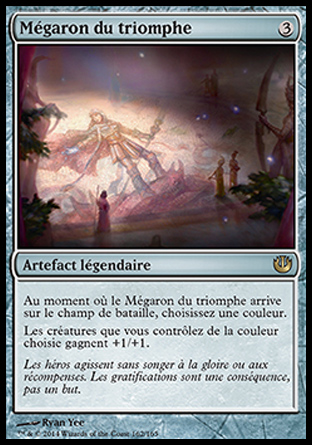 Mégaron du triomphe 3
Artefact légendaire
Au moment où le Mégaron du triomphe arrive
sur le champ de bataille, choisissez une couleur.
Les créatures que vous contrôlez de la couleur
choisie gagnent +1/+1.
Les héros agissent sans songer à la gloire ou aux
récompenses. Les gratifications sont une conséquence,
pas un but.
Ryan Yee
™ & © 2014 Wizards of the Coast 162/165